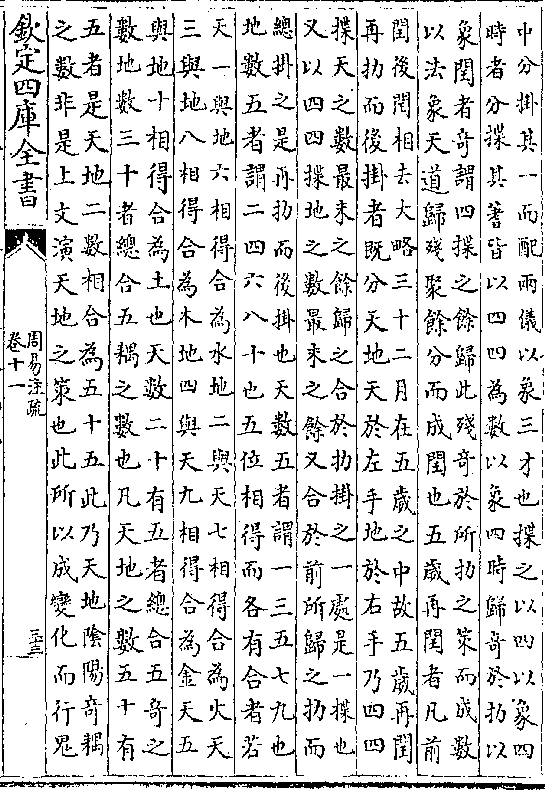 中分掛其一而配兩儀以象三才也揲之以四以象四
時者分揲其蓍皆以四四為數以象四時歸奇於扐以
象閏者奇謂四揲之餘歸此殘奇於所扐之策而成數
以法象天道歸殘聚餘分而成閏也五歲再閏者凡前
閏後閏相去大略三十二月在五歲之中故五歲再閏
再扐而後掛者既分天地天於左手地於右手乃四四
揲天之數最末之餘歸之合於扐掛之一處是一揲也
又以四四揲地之數最末之餘又合於前所歸之扐而
總掛之是再扐而後掛也天數五者謂一三五七九也
地數五者謂二四六八十也五位相得而各有合者若
天一與地六相得合為水地二與天七相得合為火天
三與地八相得合為木地四與天九相得合為金天五
與地十相得合為土也天數二十有五者總合五奇之
數地數三十者總合五耦之數也凡天地之數五十有
五者是天地二數相合為五十五此乃天地陰陽奇耦
之數非是上文演天地之策也此所以成變化而行鬼
欽定四庫全書
周易注疏
卷十一